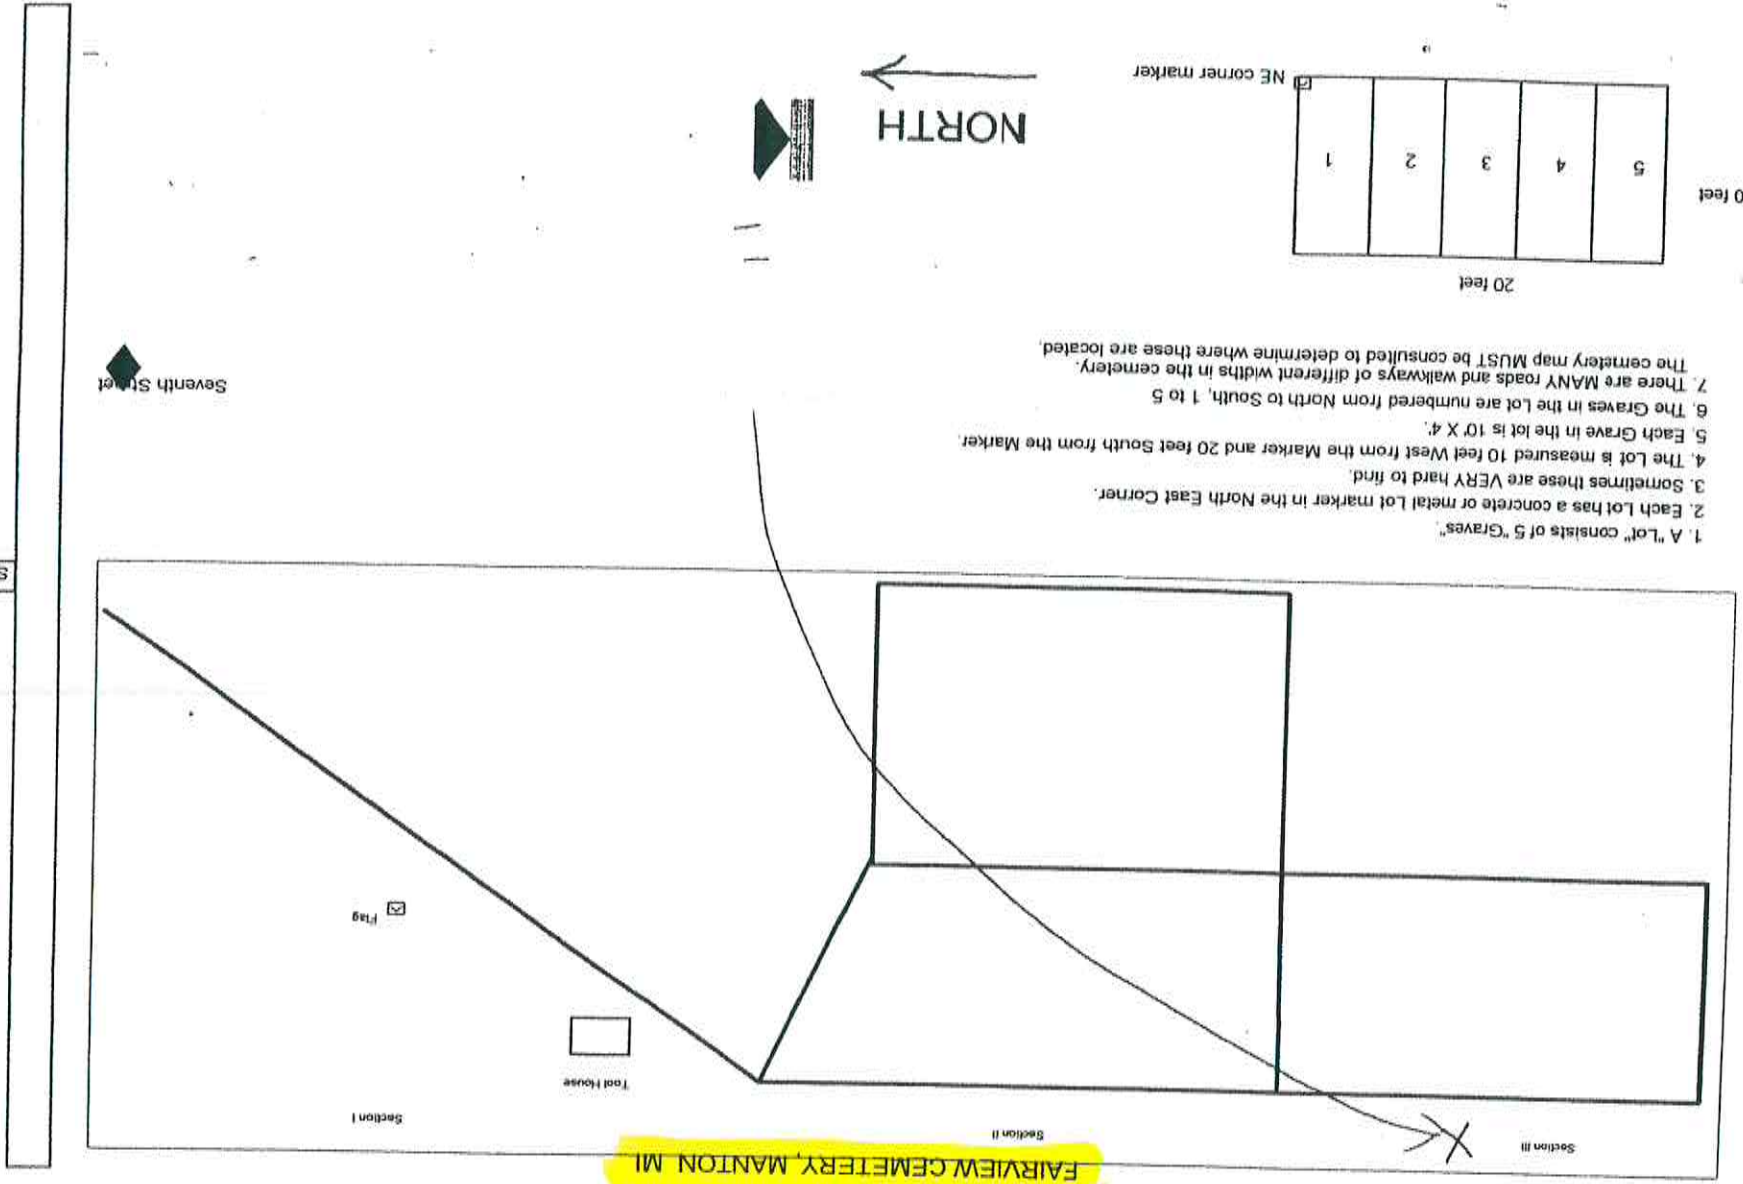 FAIRVIEW CEMETERY, MANTON MI
Section III
Section II
Section I
Tool House
Flag
1. A "Lot" consists of 5 "Graves".
2. Each Lot has a concrete or metal Lot marker in the North East Corner.
3. Sometimes these are VERY hard to find.
4. The Lot is measured 10 feet West from the Marker and 20 feet South from the Marker.
5. Each Grave in the lot is 10' X 4'.
6. The Graves in the Lot are numbered from North to South, 1 to 5
7. There are MANY roads and walkways of different widths in the cemetery.
The cemetery map MUST be consulted to determine where these are located.
Seventh Street
20 feet
0 feet
5 4 3 2 1
NE corner marker
NORTH
X
S